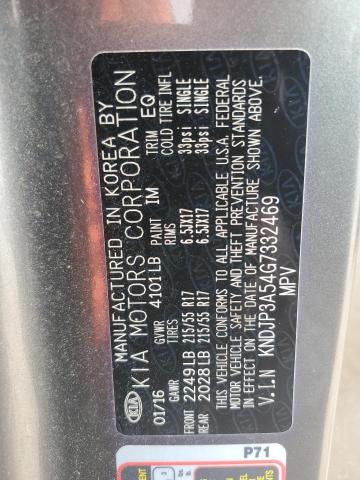 MANUFACTURED IN KOREA BY
KIA KIA MOTORS CORPORATION
01/16 GVWR 4101LB PAINT IM TRIM EQ
GAWR TIRES RIMS COLD TIRE INFL
FRONT 2249LB 215/55 R17 6.5JX17 33psi SINGLE
REAR 2028LB 215/55 R17 6.5JX17 33psi SINGLE
THIS VEHICLE CONFORMS TO ALL APPLICABLE U.S.A. FEDERAL
MOTOR VEHICLE SAFETY AND THEFT PREVENTION STANDARDS
IN EFFECT ON THE DATE OF MANUFACTURE SHOWN ABOVE.
V.I.N KNDJP3A54G7332469
MPV
P71